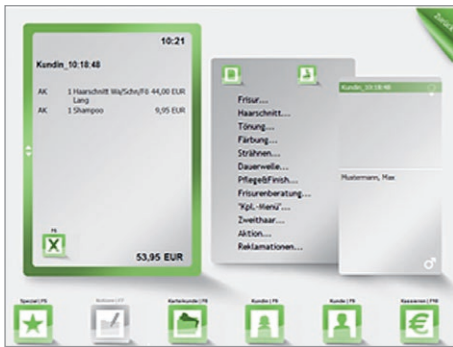 Zurück
10:21
Kundin_10:18:48
AK 1 Haarschnitt Wa/Schn/Fö 44,00 EUR
Lang
AK 1 Shampoo 9,95 EUR
53,95 EUR
Frisur...
Haarschnitt...
Tönung...
Färbung...
Strähnen...
Dauerwelle...
Pflege&Finish...
Frisurenberatung...
"Kpl.-Menü"...
Zweithaar...
Aktion...
Reklamationen...
Kundin_10:18:48
Mustermann, Max
Spezial | F5
Karteikunde | F8
Kundin | F8
Kunde | F9
Kassieren | F10